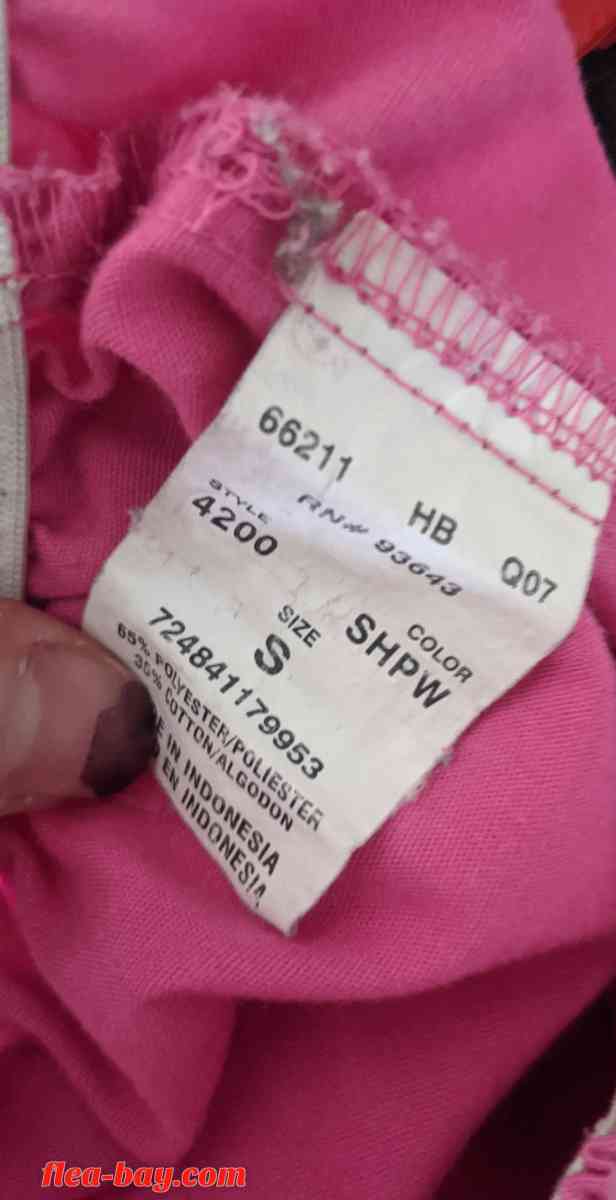 66211 HB Q07
RN# 93643
STYLE
4200
COLOR
SHPW
SIZE
S
724841179953
65% POLYESTER/POLIESTER
35% COTTON/ALGODON
IN INDONESIA
EN INDONESIA
flea-bay.com